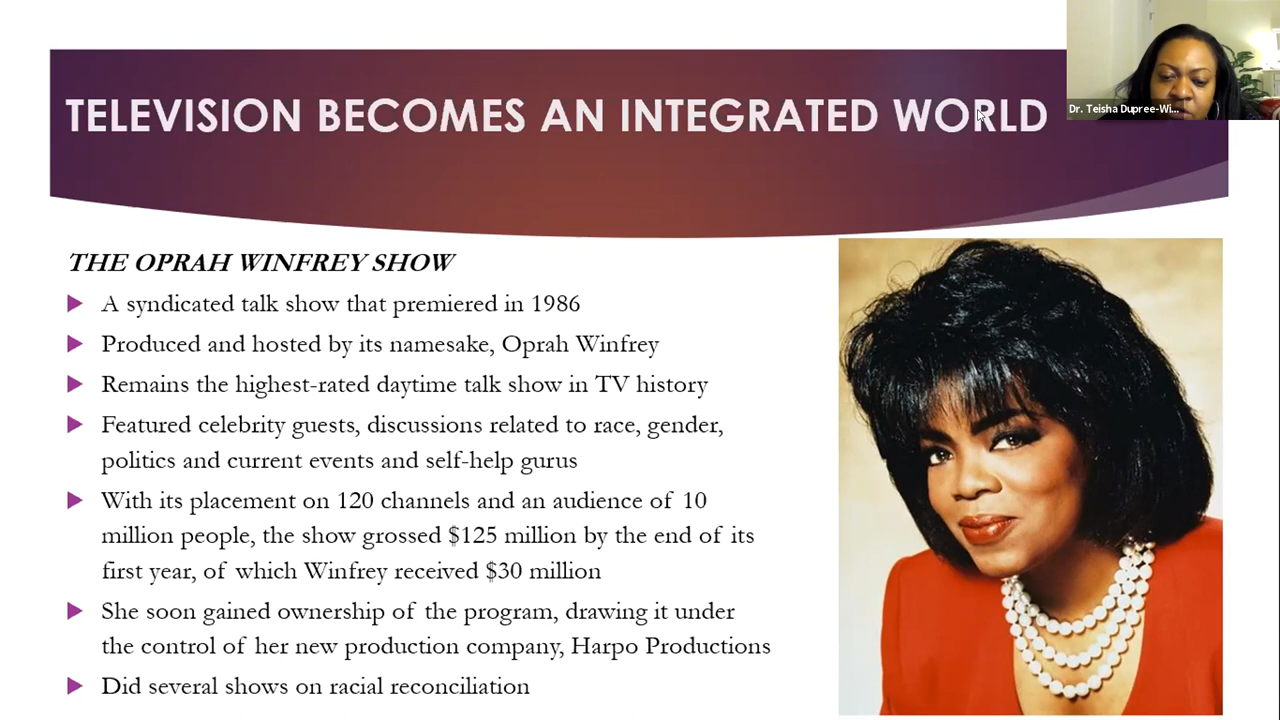 TELEVISION BECOMES AN INTEGRATED WORLD
Dr. Teisha Dupree-Wi...
THE OPRAH WINFREY SHOW
A syndicated talk show that premiered in 1986
Produced and hosted by its namesake, Oprah Winfrey
Remains the highest-rated daytime talk show in TV history
Featured celebrity guests, discussions related to race, gender,
politics and current events and self-help gurus
With its placement on 120 channels and an audience of 10
million people, the show grossed $125 million by the end of its
first year, of which Winfrey received $30 million
She soon gained ownership of the program, drawing it under
the control of her new production company, Harpo Productions
Did several shows on racial reconciliation